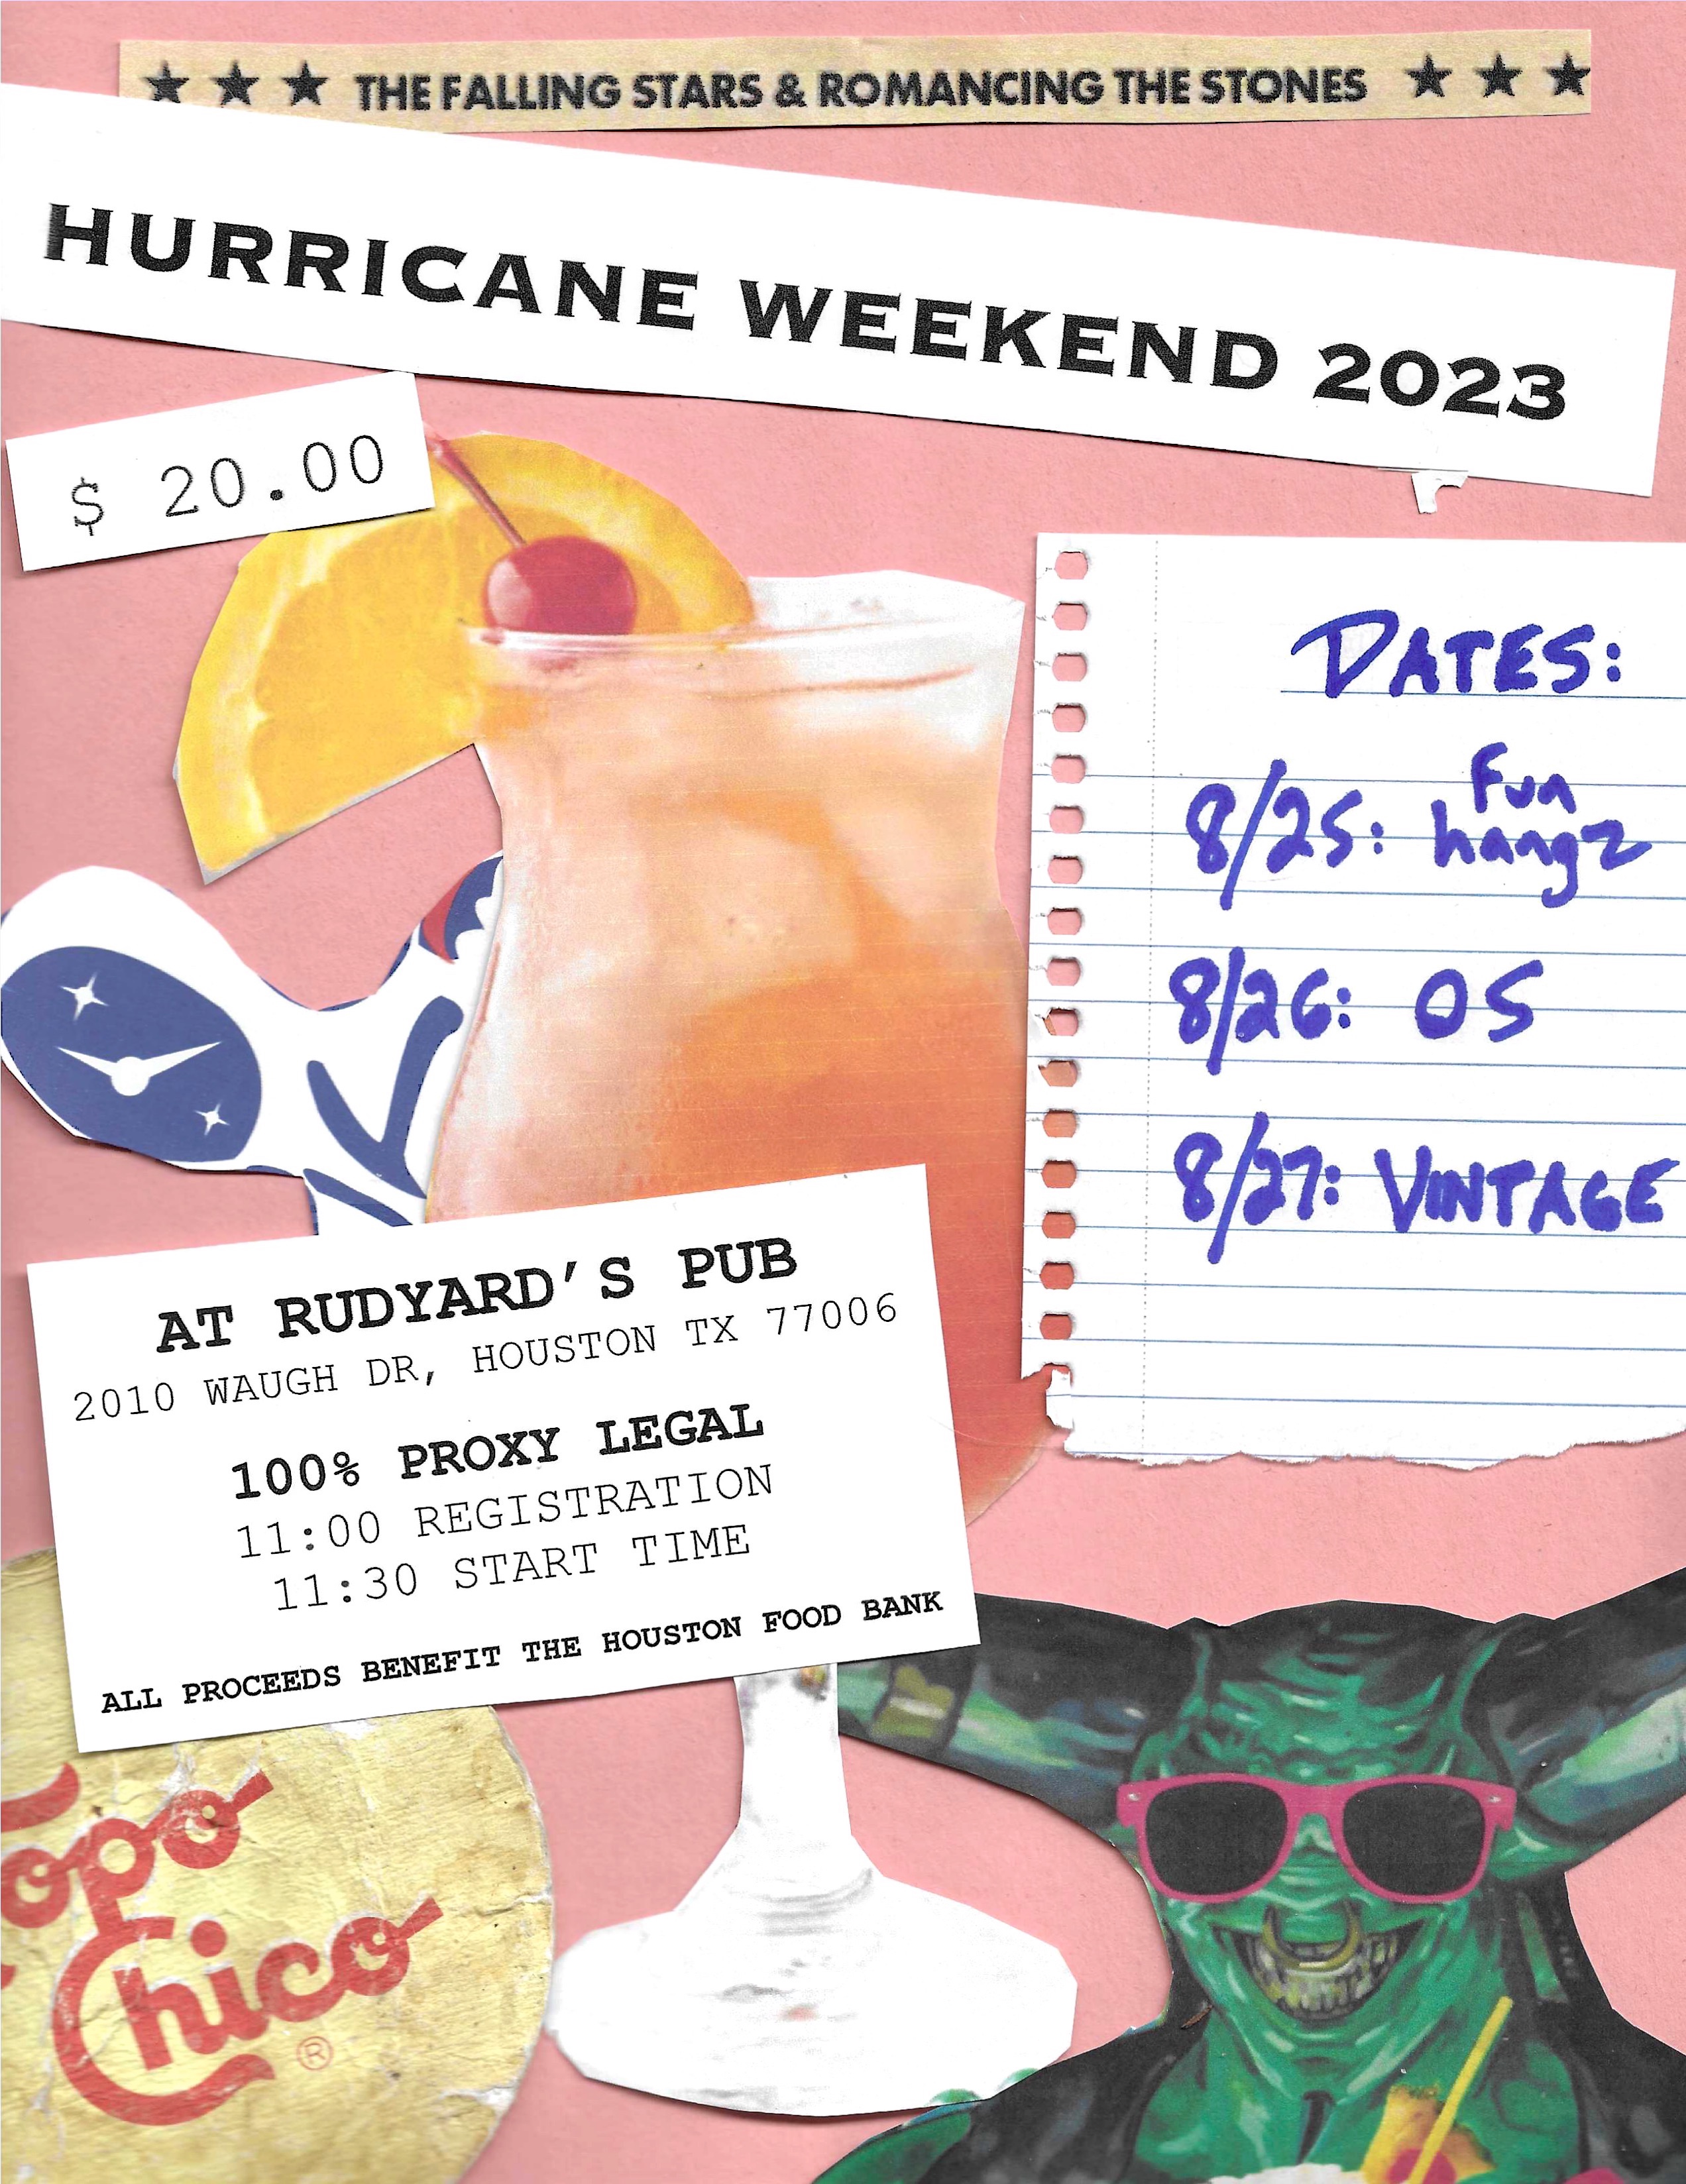 ★ ★ ★ THE FALLING STARS & ROMANCING THE STONES ★ ★ ★
HURRICANE WEEKEND 2023
$ 20.00
DATES:
8/25: Fun hangz
8/26: OS
8/27: VINTAGE
AT RUDYARD'S PUB
2010 WAUGH DR, HOUSTON TX 77006
100% PROXY LEGAL
11:00 REGISTRATION
11:30 START TIME
ALL PROCEEDS BENEFIT THE HOUSTON FOOD BANK
Topo
Chico®